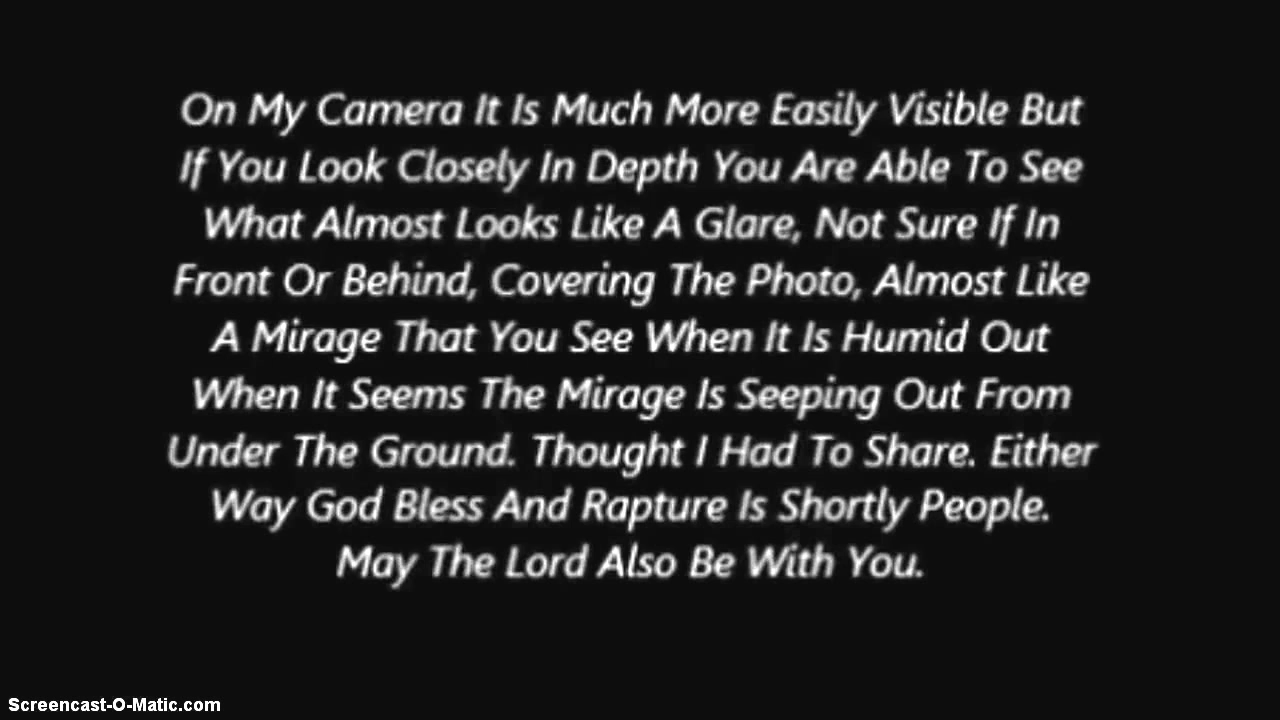 On My Camera It Is Much More Easily Visible But
If You Look Closely In Depth You Are Able To See
What Almost Looks Like A Glare, Not Sure If In
Front Or Behind, Covering The Photo, Almost Like
A Mirage That You See When It Is Humid Out
When It Seems The Mirage Is Seeping Out From
Under The Ground. Thought I Had To Share. Either
Way God Bless And Rapture Is Shortly People.
May The Lord Also Be With You.
Screencast-O-Matic.com